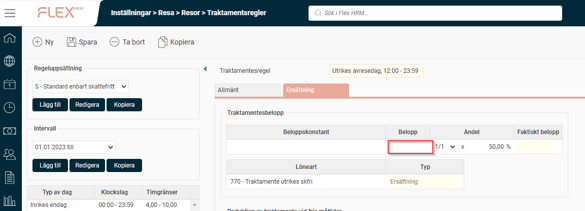 FLEX HRM
Inställningar > Resa > Resor > Traktamentsregler
Sök i Flex HRM...
Ny Spara Ta bort Kopiera
Regeluppsättning
S - Standard enbart skattefritt
Lägg till Redigera Kopiera
Intervall
01.01.2023 till
Lägg till Redigera Kopiera
Typ av dag Klockslag Timgränser
Inrikes endag 00:00 - 23:59 4,00 - 10,00
Traktamentsregel Utrikes avresedag, 12:00 - 23:59
Allmänt Ersättning
Traktamentesbelopp
Beloppskonstant Belopp Andel Faktiskt belopp
1/1 x 50,00 %
Löneart Typ
770 - Traktamente utrikes skfri Ersättning